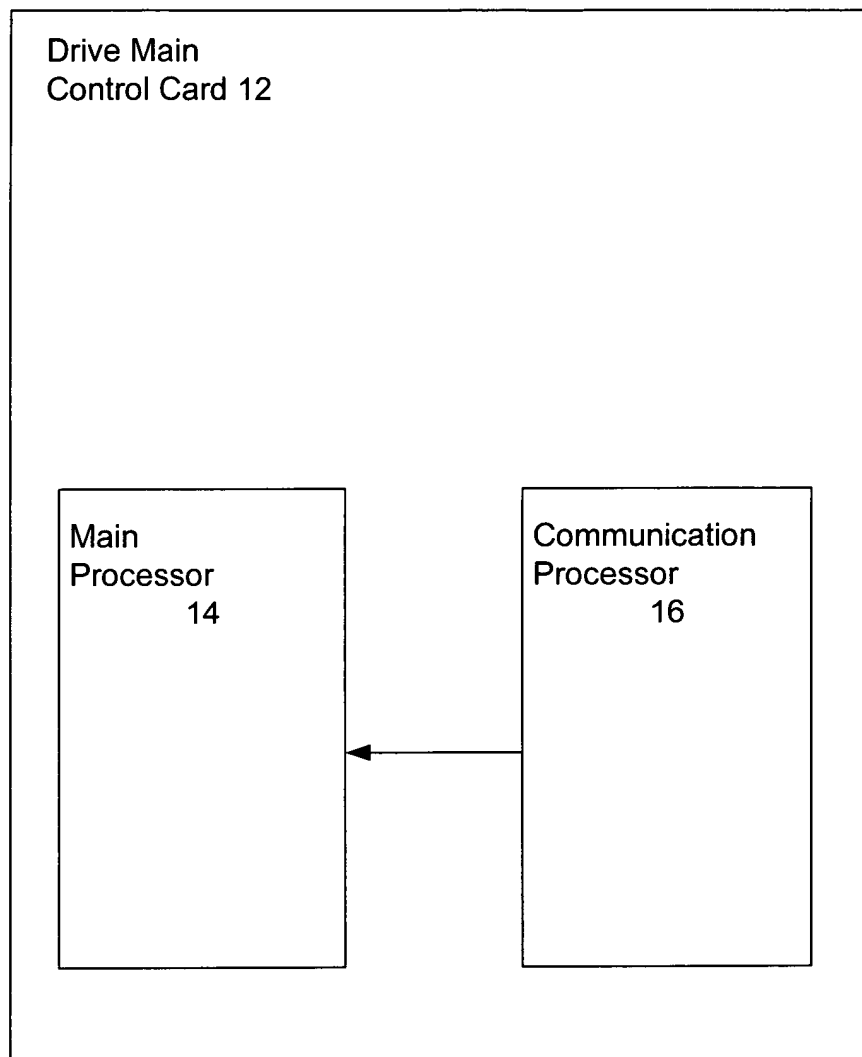 Drive Main
Control Card 12
Main
Processor
14
Communication
Processor
16